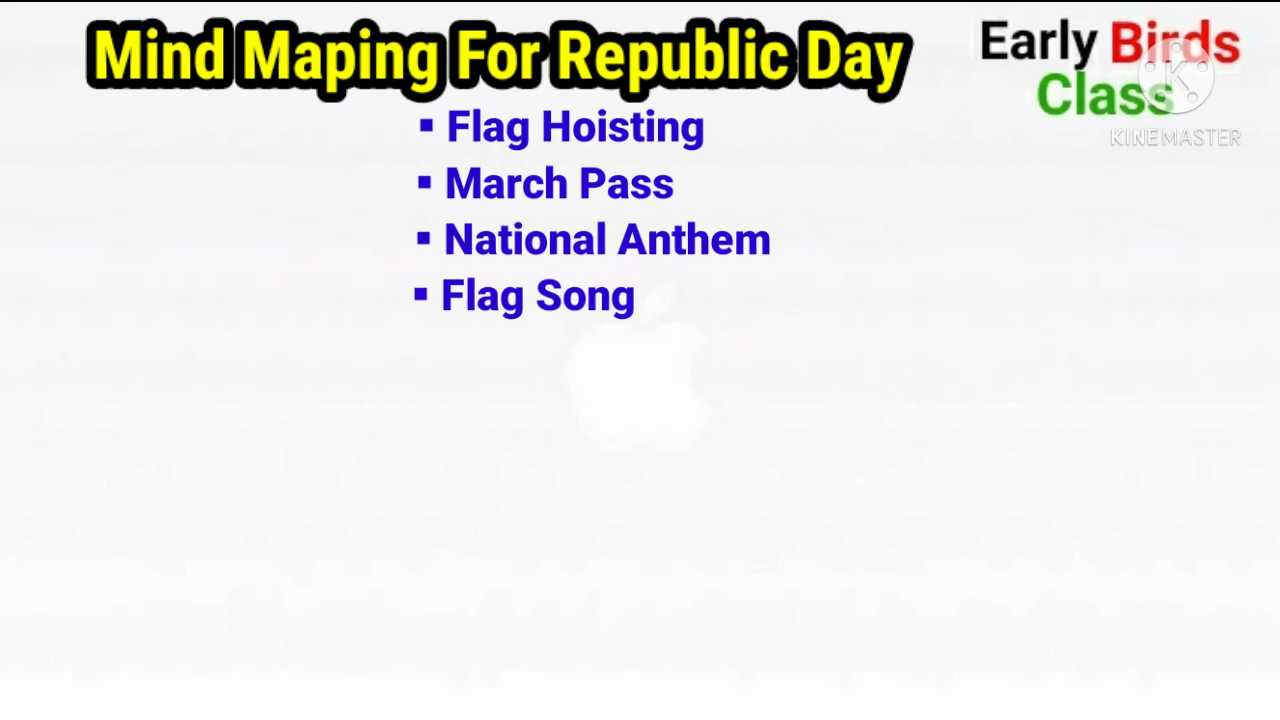 Mind Maping For Republic Day
Early Birds
Class
KINEMASTER
▪ Flag Hoisting
▪ March Pass
▪ National Anthem
▪ Flag Song